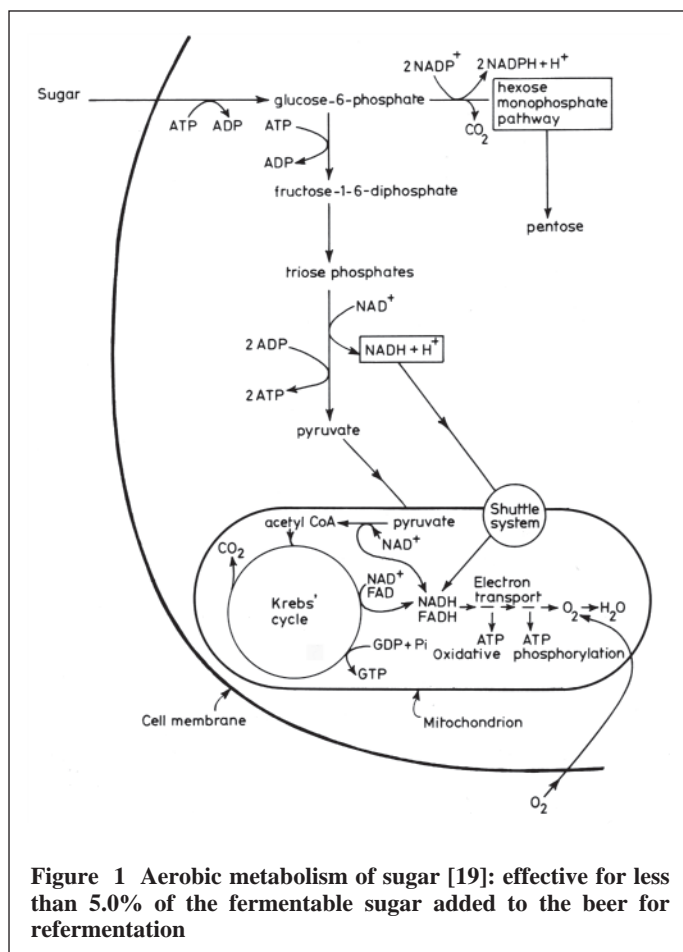 2 NADP⁺ 2 NADPH + H⁺
Sugar glucose-6-phosphate hexose
monophosphate
pathway
ATP ADP ATP CO₂
ADP
fructose-1-6-diphosphate
pentose
triose phosphates
NAD⁺
2 ADP NADH + H⁺
2 ATP
pyruvate
Shuttle
system
acetyl CoA pyruvate
NAD⁺
CO₂
Krebs'
cycle
NAD⁺
FAD
NADH
FADH
Electron
transport
O₂ H₂O
GDP + Pi
GTP
ATP ATP
Oxidative phosphorylation
Cell membrane Mitochondrion
O₂
Figure 1 Aerobic metabolism of sugar [19]: effective for less
than 5.0% of the fermentable sugar added to the beer for
refermentation